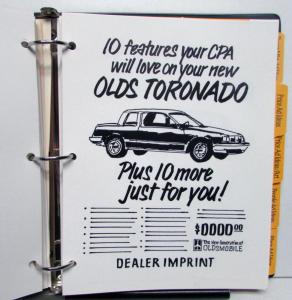 10 features your CPA
will love on your new
OLDS TORONADO
Plus 10 more
just for you!
$0000 00
The new Generation of
OLDSMOBILE
DEALER IMPRINT